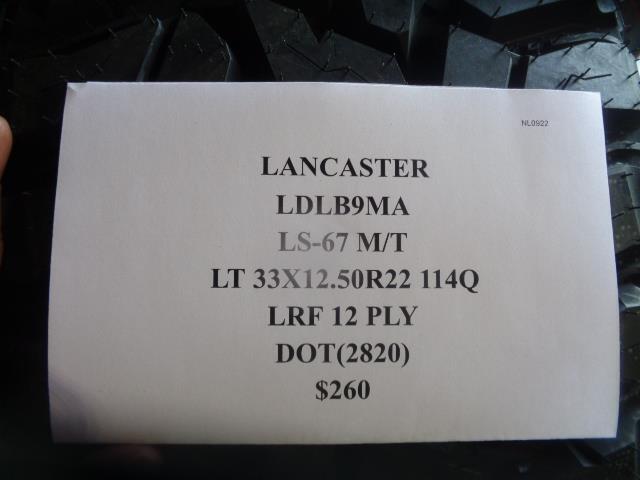 NL0922
LANCASTER
LDLB9MA
LS-67 M/T
LT 33X12.50R22 114Q
LRF 12 PLY
DOT(2820)
$260